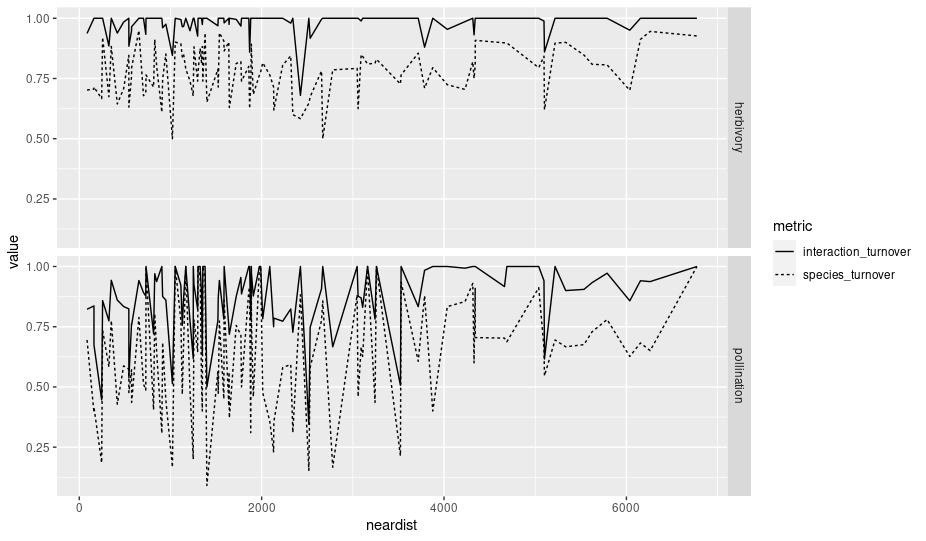 1.00
0.75
0.50
0.25
herbivory
1.00
0.75
0.50
0.25
pollination
value
0
2000
4000
6000
neardist
metric
interaction_turnover
species_turnover